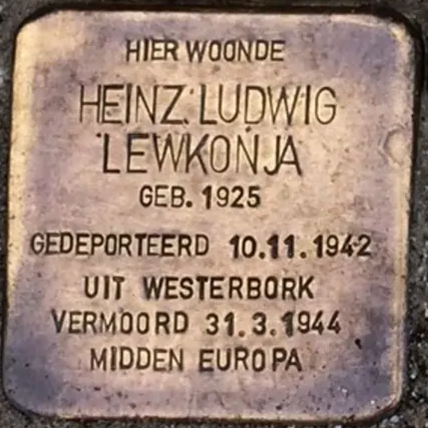 HIER WOONDE
HEINZ LUDWIG
LEWKONJA
GEB. 1925
GEDEPORTEERD 10.11.1942
UIT WESTERBORK
VERMOORD 31.3.1944
MIDDEN EUROPA